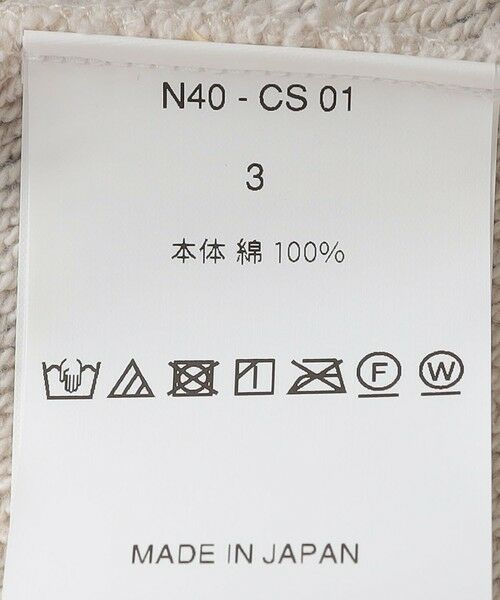 N40 - CS 01
3
本体 綿 100%
F W
MADE IN JAPAN